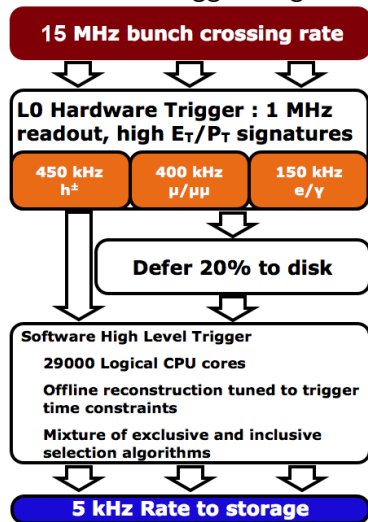 15 MHz bunch crossing rate
L0 Hardware Trigger : 1 MHz
readout, high E_T/P_T signatures
450 kHz
h±
400 kHz
μ/μμ
150 kHz
e/γ
Defer 20% to disk
Software High Level Trigger
29000 Logical CPU cores
Offline reconstruction tuned to trigger
time constraints
Mixture of exclusive and inclusive
selection algorithms
5 kHz Rate to storage